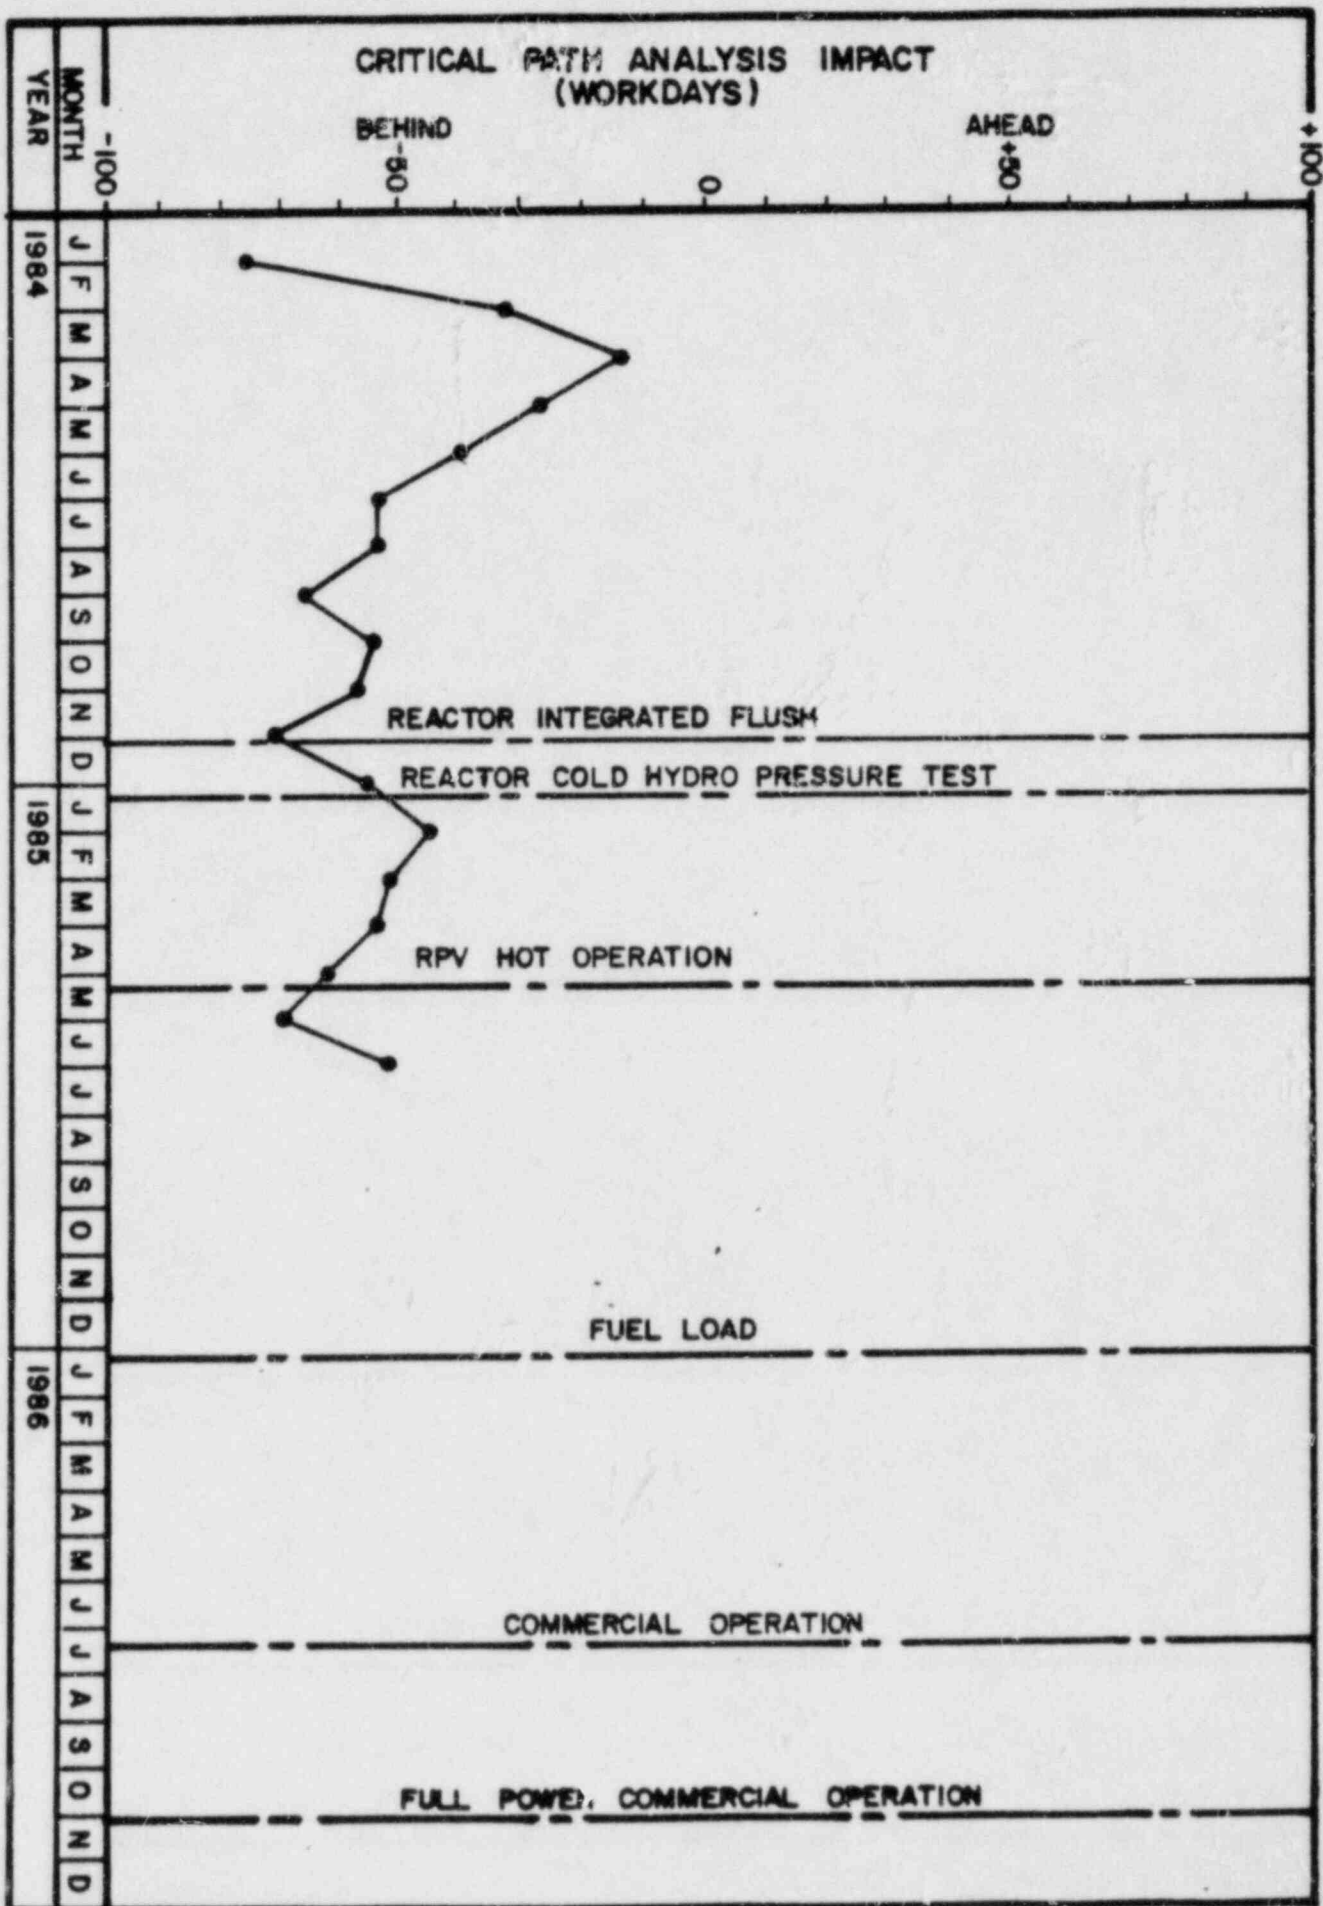 CRITICAL PATH ANALYSIS IMPACT
(WORKDAYS)
BEHIND AHEAD
YEAR MONTH -100 -50 0 +50 +100
1984
J
F
M
A
M
J
J
A
S
O
N
REACTOR INTEGRATED FLUSH
D
REACTOR COLD HYDRO PRESSURE TEST
1985
J
F
M
A
RPV HOT OPERATION
M
J
J
A
S
O
N
D
FUEL LOAD
1986
J
F
M
A
M
J
COMMERCIAL OPERATION
J
A
S
O
FULL POWER COMMERCIAL OPERATION
N
D